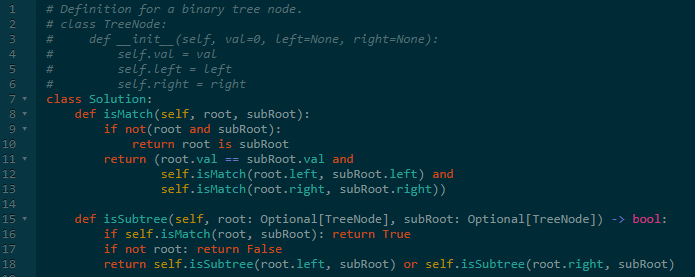 1 # Definition for a binary tree node.
2 # class TreeNode:
3 #     def __init__(self, val=0, left=None, right=None):
4 #         self.val = val
5 #         self.left = left
6 #         self.right = right
7 class Solution:
8     def isMatch(self, root, subRoot):
9         if not(root and subRoot):
10             return root is subRoot
11         return (root.val == subRoot.val and
12                 self.isMatch(root.left, subRoot.left) and
13                 self.isMatch(root.right, subRoot.right))
14
15     def isSubtree(self, root: Optional[TreeNode], subRoot: Optional[TreeNode]) -> bool:
16         if self.isMatch(root, subRoot): return True
17         if not root: return False
18         return self.isSubtree(root.left, subRoot) or self.isSubtree(root.right, subRoot)